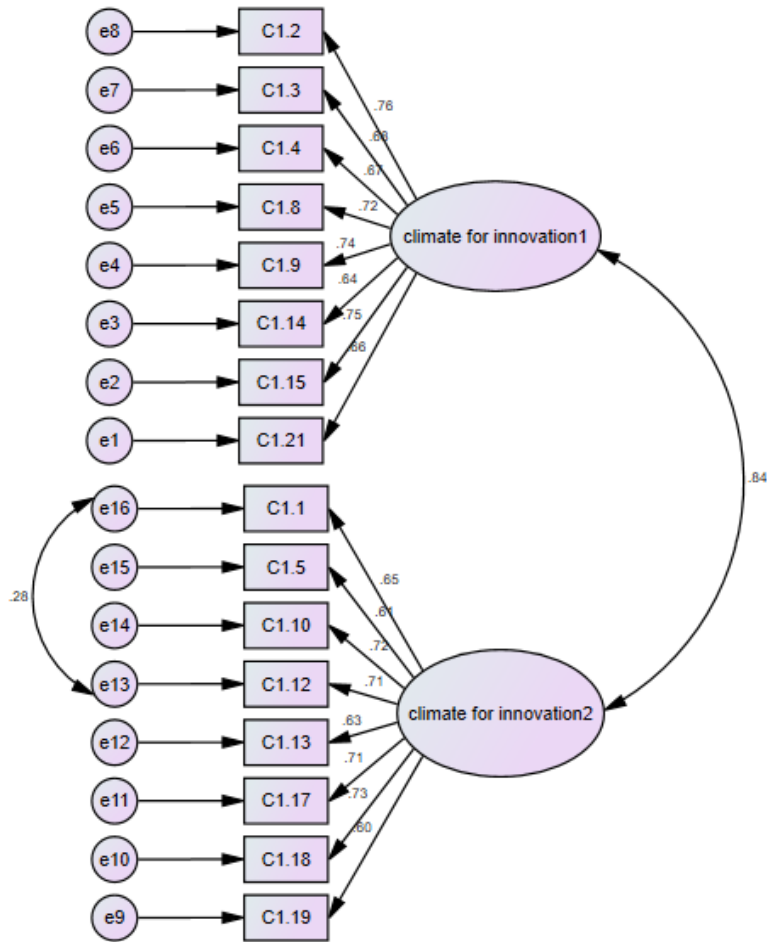 e8
C1.2
e7
C1.3
e6
C1.4
e5
C1.8
e4
C1.9
e3
C1.14
e2
C1.15
e1
C1.21
.76
.67
.72
.74
.64
.75
climate for innovation1
.84
e16
C1.1
e15
C1.5
e14
C1.10
e13
C1.12
e12
C1.13
e11
C1.17
e10
C1.18
e9
C1.19
.28
.65
.61
.72
.71
.63
.71
.73
.60
climate for innovation2